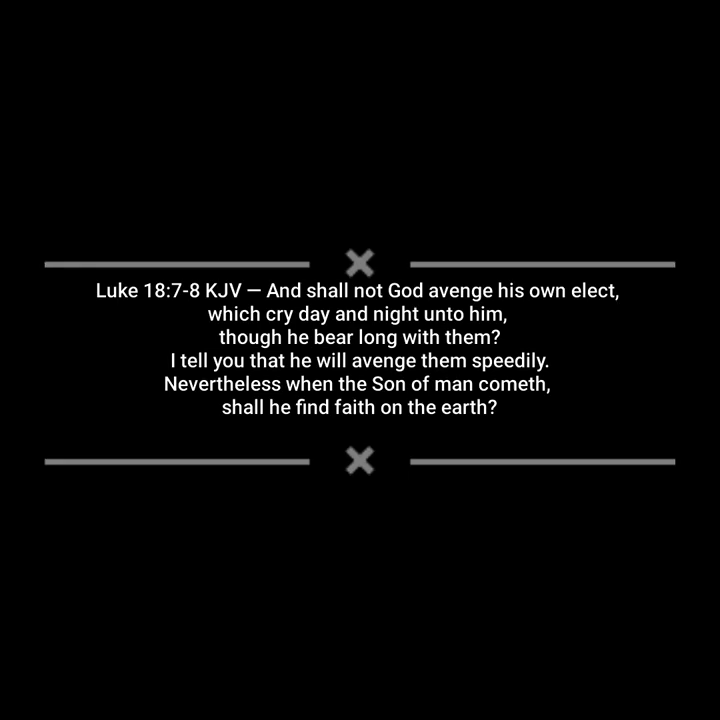 Luke 18:7-8 KJV — And shall not God avenge his own elect,
which cry day and night unto him,
though he bear long with them?
I tell you that he will avenge them speedily.
Nevertheless when the Son of man cometh,
shall he find faith on the earth?